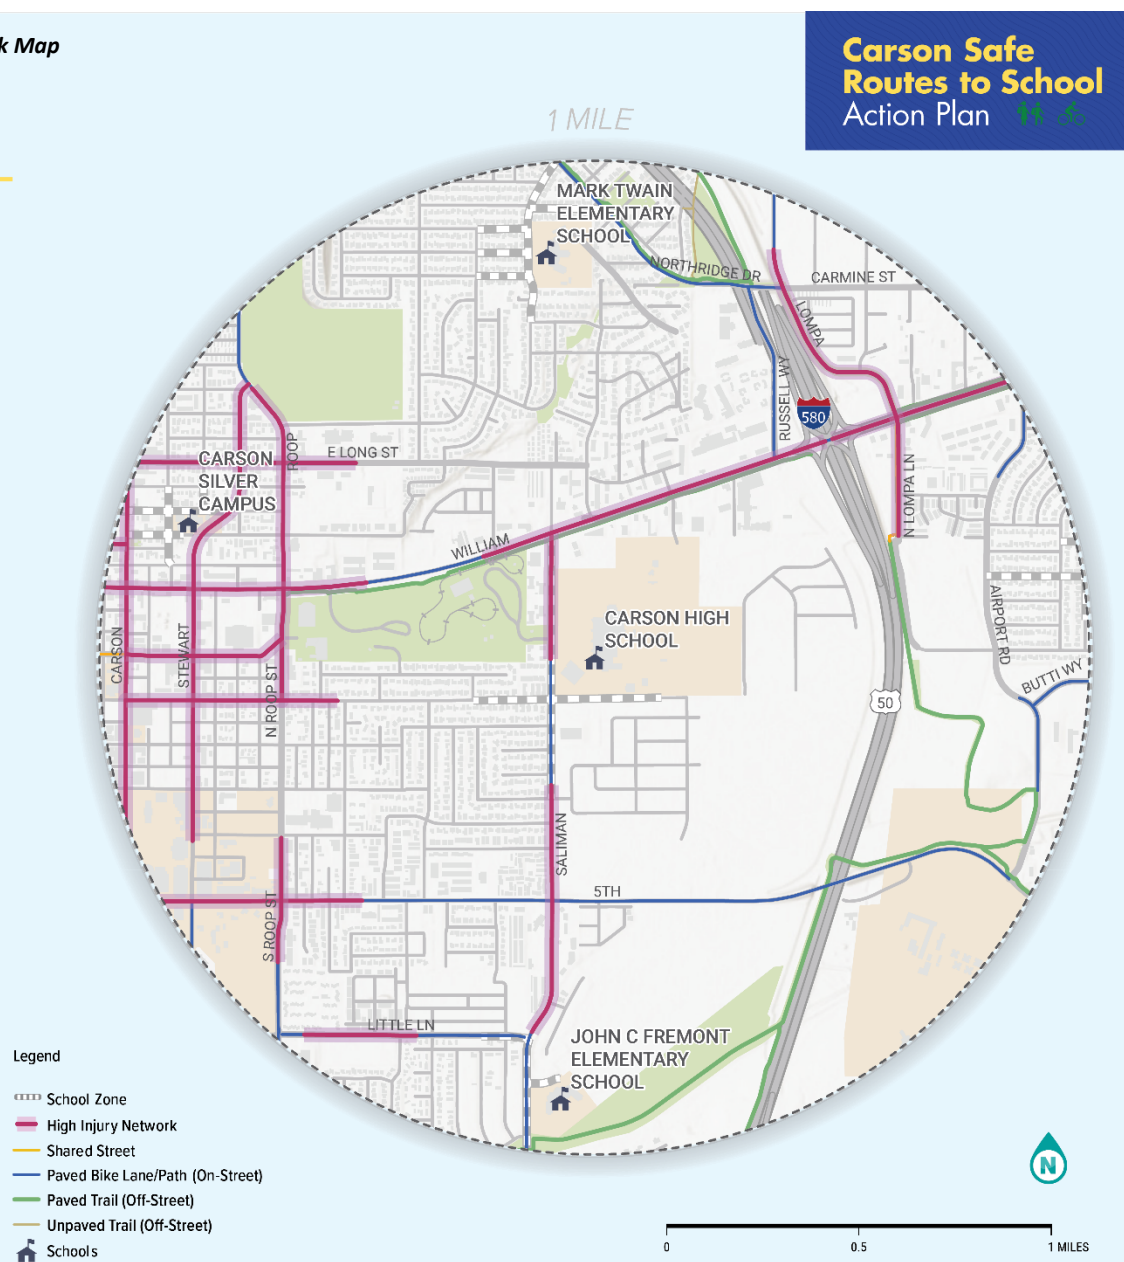 k Map
Carson Safe
Routes to School
Action Plan
1 MILE
MARK TWAIN
ELEMENTARY
SCHOOL
NORTHRIDGE DR
CARMINE ST
LOMPA
RUSSELL WY
580
ROOP
E LONG ST
CARSON
SILVER
CAMPUS
N LOMPA LN
WILLIAM
CARSON HIGH
SCHOOL
AIRPORT RD
CARSON
STEWART
N ROOP ST
BUTTI WY
50
SALIMAN
5TH
S ROOP ST
LITTLE LN
JOHN C FREMONT
ELEMENTARY
SCHOOL
Legend
School Zone
High Injury Network
Shared Street
Paved Bike Lane/Path (On-Street)
Paved Trail (Off-Street)
Unpaved Trail (Off-Street)
Schools
N
0
0.5
1 MILES